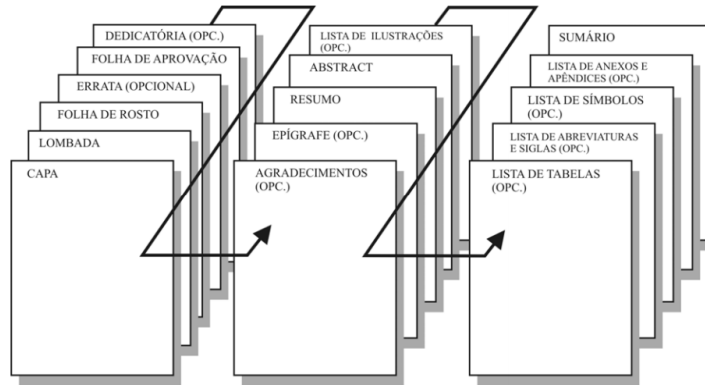 DEDICATÓRIA (OPC.)
FOLHA DE APROVAÇÃO
ERRATA (OPCIONAL)
FOLHA DE ROSTO
LOMBADA
CAPA
LISTA DE ILUSTRAÇÕES
(OPC.)
ABSTRACT
RESUMO
EPÍGRAFE (OPC.)
AGRADECIMENTOS
(OPC.)
SUMÁRIO
LISTA DE ANEXOS E
APÊNDICES (OPC.)
LISTA DE SÍMBOLOS
(OPC.)
LISTA DE ABREVIATURAS
E SIGLAS (OPC.)
LISTA DE TABELAS
(OPC.)